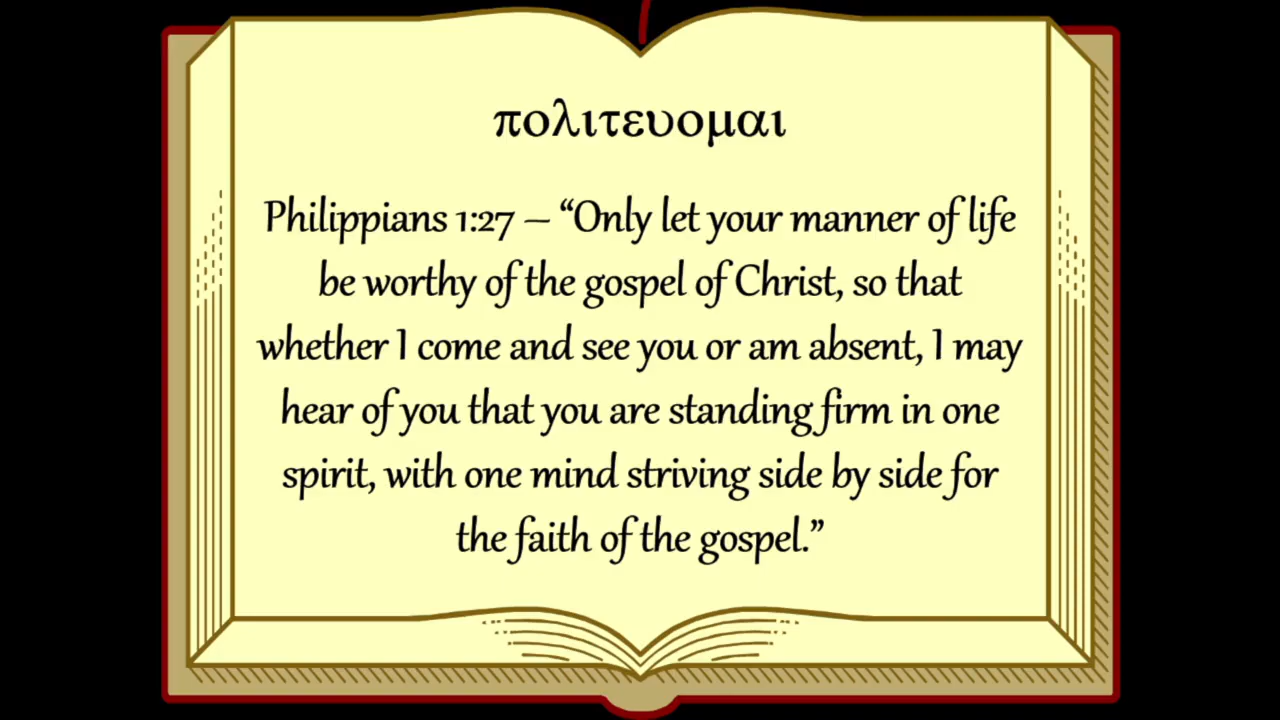 πολιτευομαι
Philippians 1:27 – “Only let your manner of life
be worthy of the gospel of Christ, so that
whether I come and see you or am absent, I may
hear of you that you are standing firm in one
spirit, with one mind striving side by side for
the faith of the gospel.”